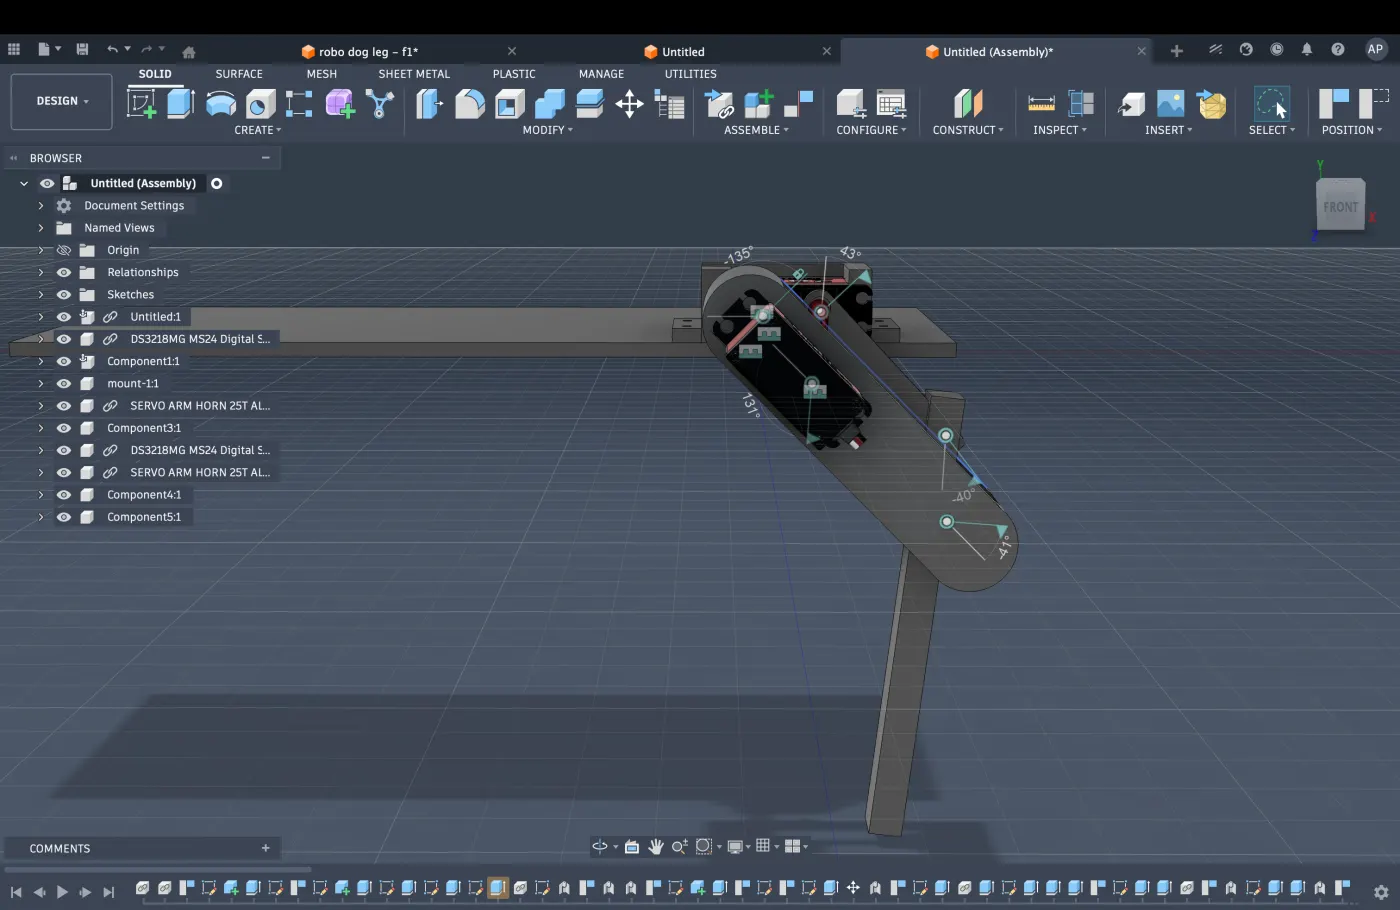 robo dog leg - f1*
Untitled
Untitled (Assembly)*
AP
DESIGN
SOLID
SURFACE
MESH
SHEET METAL
PLASTIC
MANAGE
UTILITIES
CREATE
MODIFY
ASSEMBLE
CONFIGURE
CONSTRUCT
INSPECT
INSERT
SELECT
POSITION
BROWSER
Untitled (Assembly)
Document Settings
Named Views
Origin
Relationships
Sketches
Untitled:1
DS3218MG MS24 Digital S...
Component1:1
mount-1:1
SERVO ARM HORN 25T AL...
Component3:1
DS3218MG MS24 Digital S...
SERVO ARM HORN 25T AL...
Component4:1
Component5:1
Y
FRONT
X
Z
-135°
43°
131°
-40°
-41°
COMMENTS